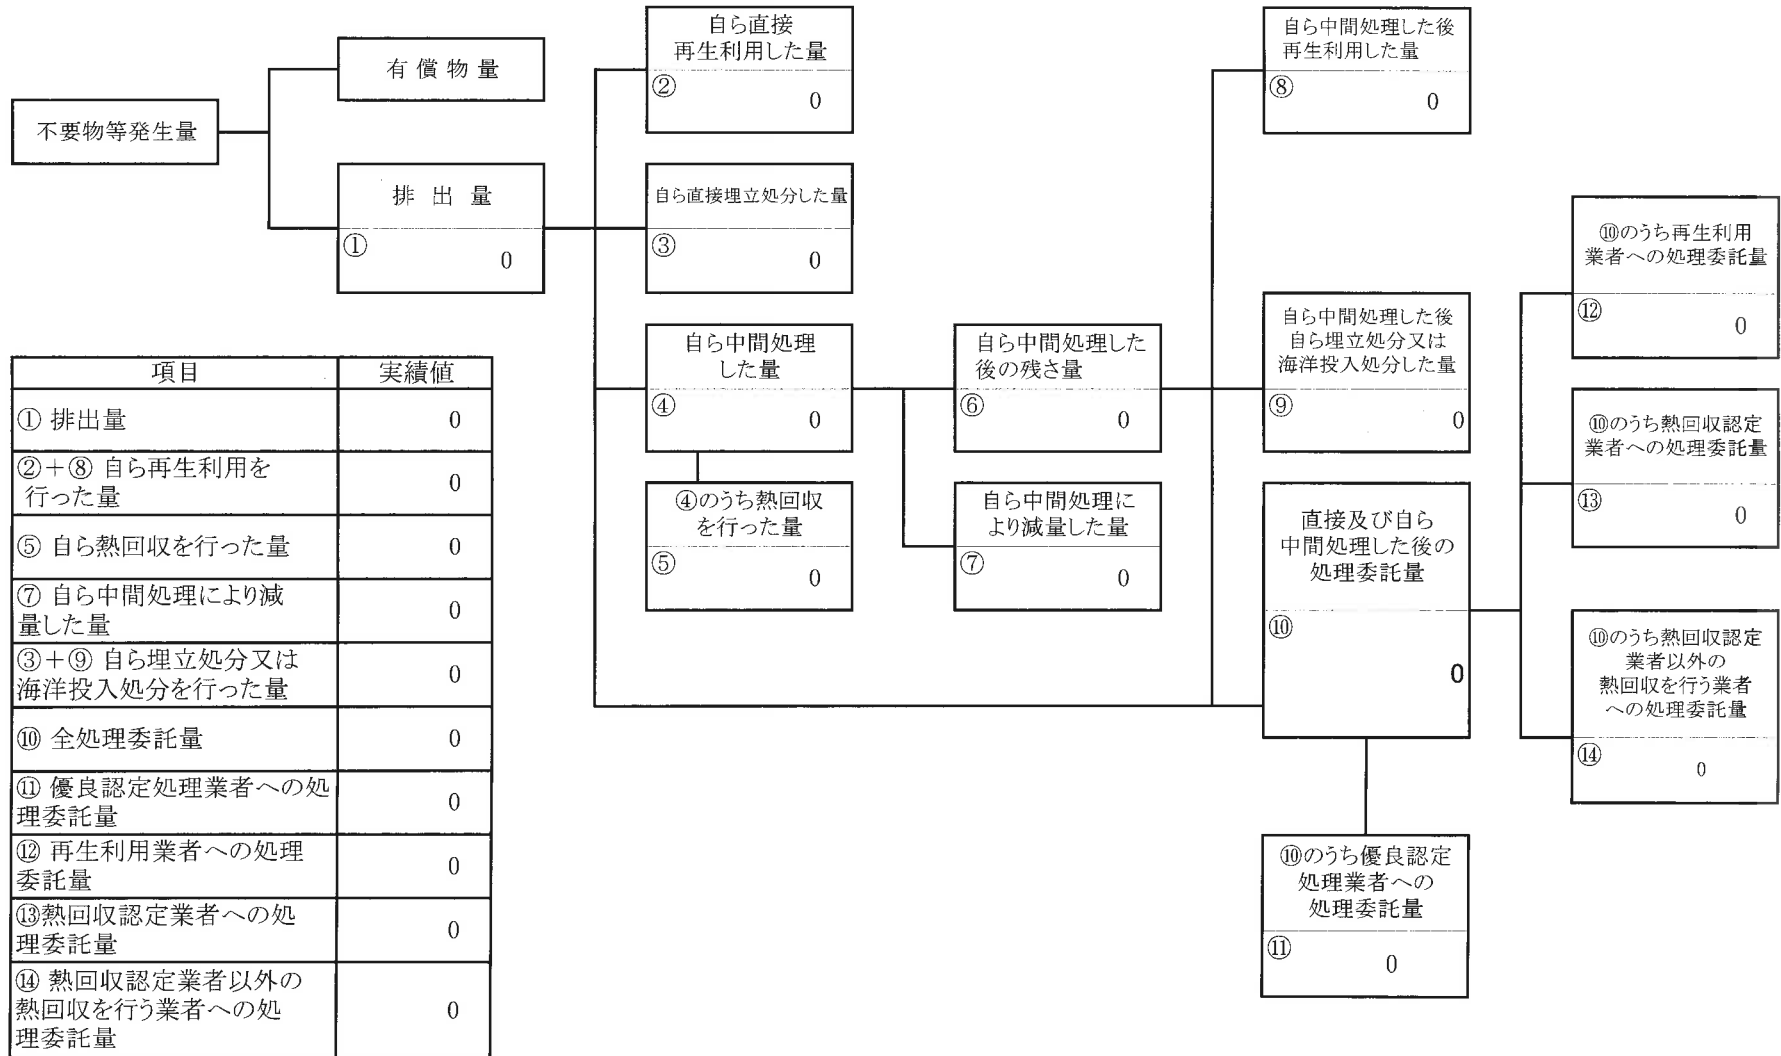 不要物等発生量
有償物量
排出量
①
0
自ら直接
再生利用した量
②
0
自ら直接埋立処分した量
③
0
自ら中間処理
した量
④
0
④のうち熱回収
を行った量
⑤
0
自ら中間処理した
後の残さ量
⑥
0
自ら中間処理に
より減量した量
⑦
0
自ら中間処理した後
再生利用した量
⑧
0
自ら中間処理した後
自ら埋立処分又は
海洋投入処分した量
⑨
0
直接及び自ら
中間処理した後の
処理委託量
⑩
0
⑩のうち優良認定
処理業者への
処理委託量
⑪
0
⑩のうち再生利用
業者への処理委託量
⑫
0
⑩のうち熱回収認定
業者への処理委託量
⑬
0
⑩のうち熱回収認定
業者以外の
熱回収を行う業者
への処理委託量
⑭
0
項目 実績値
① 排出量 0
②+⑧ 自ら再生利用を
行った量 0
⑤ 自ら熱回収を行った量 0
⑦ 自ら中間処理により減
量した量 0
③+⑨ 自ら埋立処分又は
海洋投入処分を行った量 0
⑩ 全処理委託量 0
⑪ 優良認定処理業者への処
理委託量 0
⑫ 再生利用業者への処理
委託量 0
⑬熱回収認定業者への処
理委託量 0
⑭ 熱回収認定業者以外の
熱回収を行う業者への処
理委託量 0